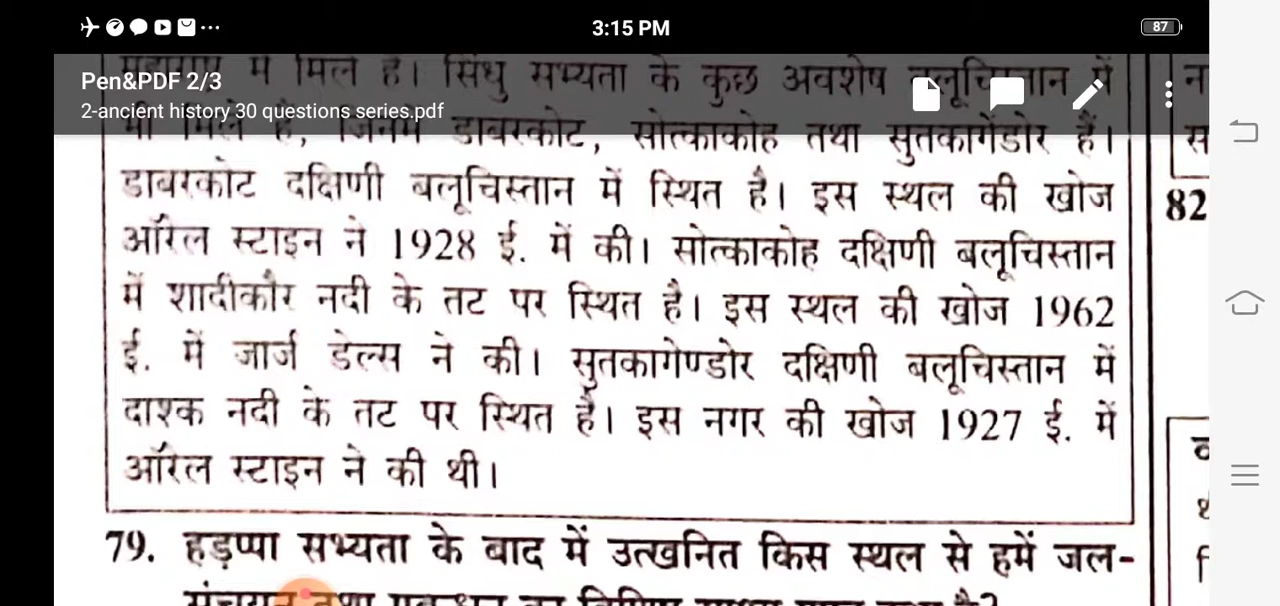 3:15 PM
87
Pen&PDF 2/3
2-ancient history 30 questions series.pdf
में मिले हैं। सिंधु सभ्यता के कुछ अवशेष बलूचिस्तान में
भी मिले हैं, जिनमें डाबरकोट, सोत्काकोह तथा सुतकागेंडोर हैं।
डाबरकोट दक्षिणी बलूचिस्तान में स्थित है। इस स्थल की खोज
ऑरेल स्टाइन ने 1928 ई. में की। सोत्काकोह दक्षिणी बलूचिस्तान
में शादीकौर नदी के तट पर स्थित है। इस स्थल की खोज 1962
ई. में जार्ज डेल्स ने की। सुतकागेण्डोर दक्षिणी बलूचिस्तान में
दाश्क नदी के तट पर स्थित है। इस नगर की खोज 1927 ई. में
ऑरेल स्टाइन ने की थी।
79. हड़प्पा सभ्यता के बाद में उत्खनित किस स्थल से हमें जल-
82